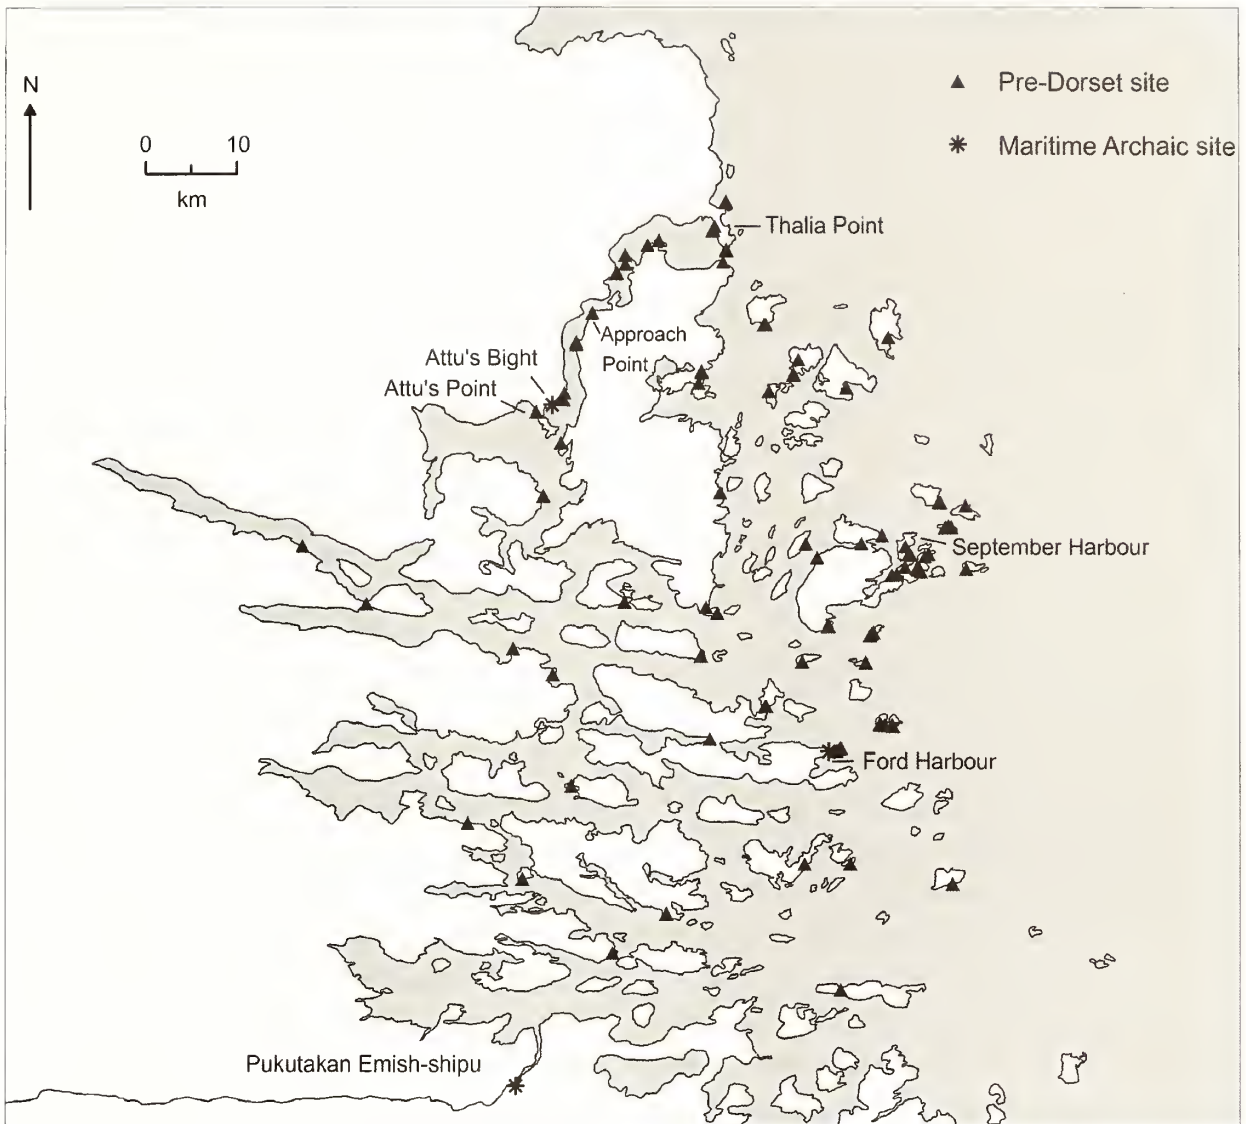 N
0 10
km
Pre-Dorset site
Maritime Archaic site
Thalia Point
Approach
Point
Attu's Bight
Attu's Point
September Harbour
Ford Harbour
Pukutakan Emish-shipu